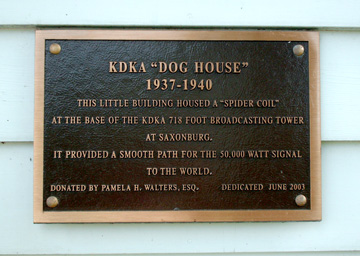 KDKA "DOG HOUSE"
1937-1940
THIS LITTLE BUILDING HOUSED A "SPIDER COIL"
AT THE BASE OF THE KDKA 718 FOOT BROADCASTING TOWER
AT SAXONBURG.
IT PROVIDED A SMOOTH PATH FOR THE 50,000 WATT SIGNAL
TO THE WORLD.
DONATED BY PAMELA H. WALTERS, ESQ. DEDICATED JUNE 2003